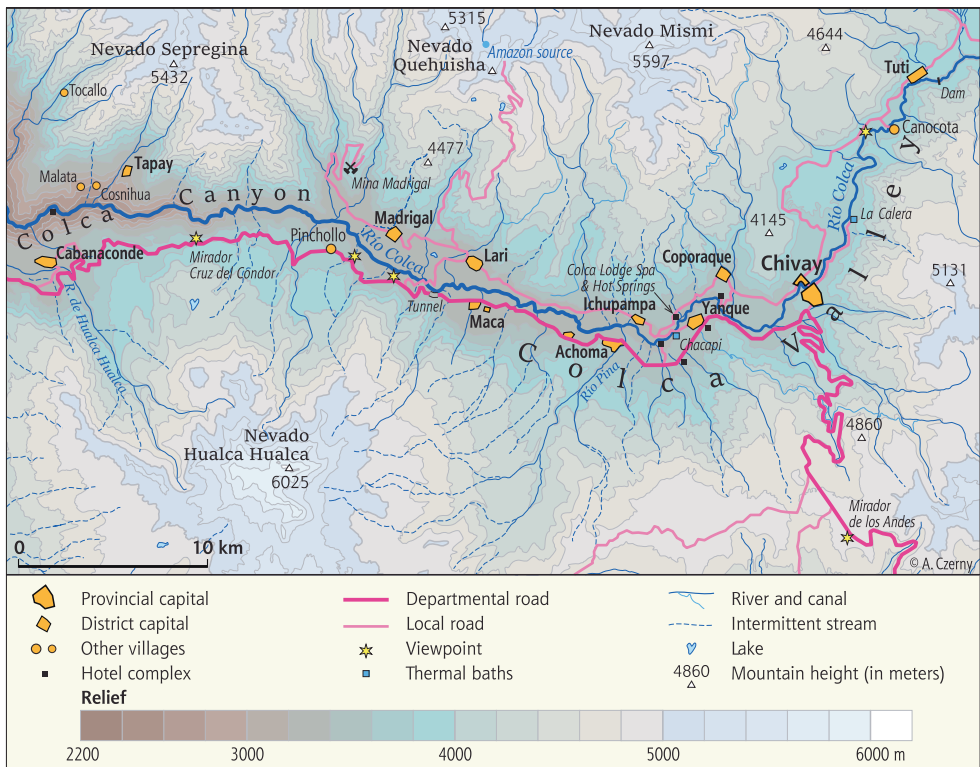 5315
Nevado Sepregina
5432
Nevado
Quehuisha
Amazon source
Nevado Mismi
5597
4644
Tuti
Dam
Tocallo
Canocota
Tapay
Malata
Cosnihua
4477
Mina Madrigal
Colca Canyon
Río Colca
La Calera
4145
Madrigal
Cabanaconde
Pinchollo
Río Colca
Lari
Mirador
Cruz del Cóndor
Coporaque
Chivay
5131
Colca Lodge Spa
& Hot Springs
Ichupampa
Yanque
Tunnel
Maca
Chacapi
Achoma
Colca Valley
R. de Hualca Hualca
Río Pina
Nevado
Hualca Hualca
6025
4860
Mirador
de los Andes
0 10 km
© A. Czerny
Provincial capital
District capital
Other villages
Hotel complex
Departmental road
Local road
Viewpoint
Thermal baths
River and canal
Intermittent stream
Lake
4860
Mountain height (in meters)
Relief
2200 3000 4000 5000 6000 m